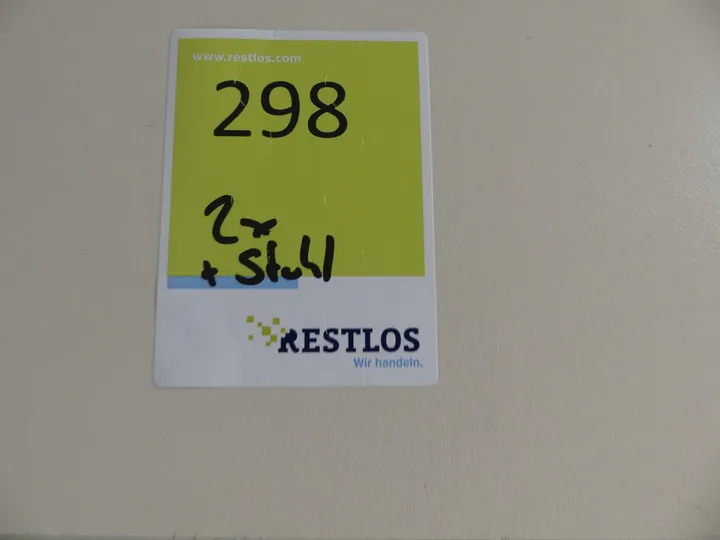 www.restlos.com
298
2x
+ Stuhl
RESTLOS
Wir handeln.